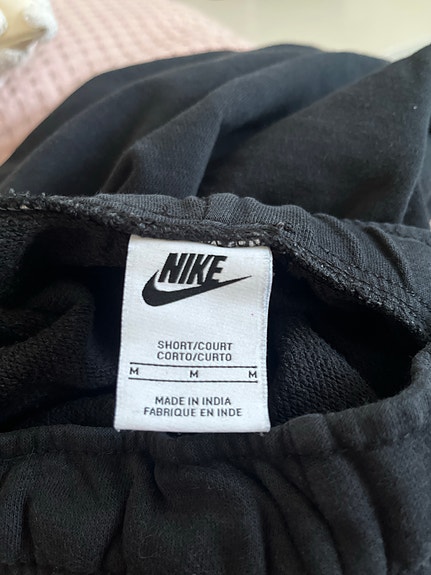 NIKE
SHORT/COURT
CORTO/CURTO
M M M
MADE IN INDIA
FABRIQUE EN INDE